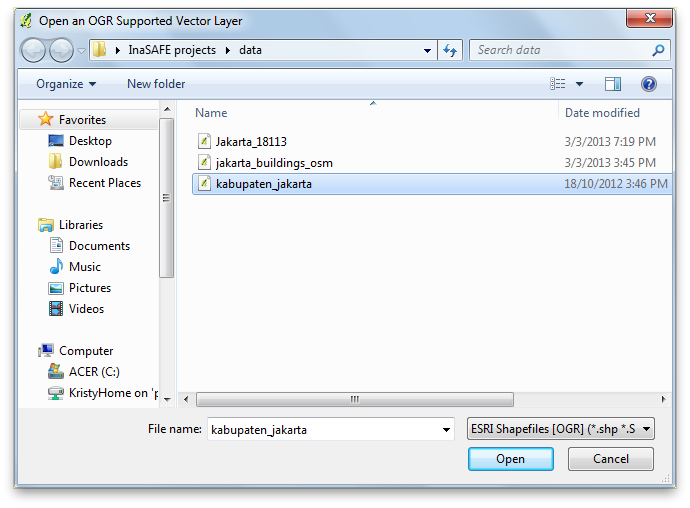 Open an OGR Supported Vector Layer
InaSAFE projects data
Search data
Organize New folder
Name Date modified
Favorites
Desktop
Downloads
Recent Places
Libraries
Documents
Music
Pictures
Videos
Computer
ACER (C:)
KristyHome on 'p
Jakarta_18113 3/3/2013 7:19 PM
jakarta_buildings_osm 3/3/2013 3:45 PM
kabupaten_jakarta 18/10/2012 3:46 PM
File name: kabupaten_jakarta ESRI Shapefiles [OGR] (*.shp *.S
Open Cancel